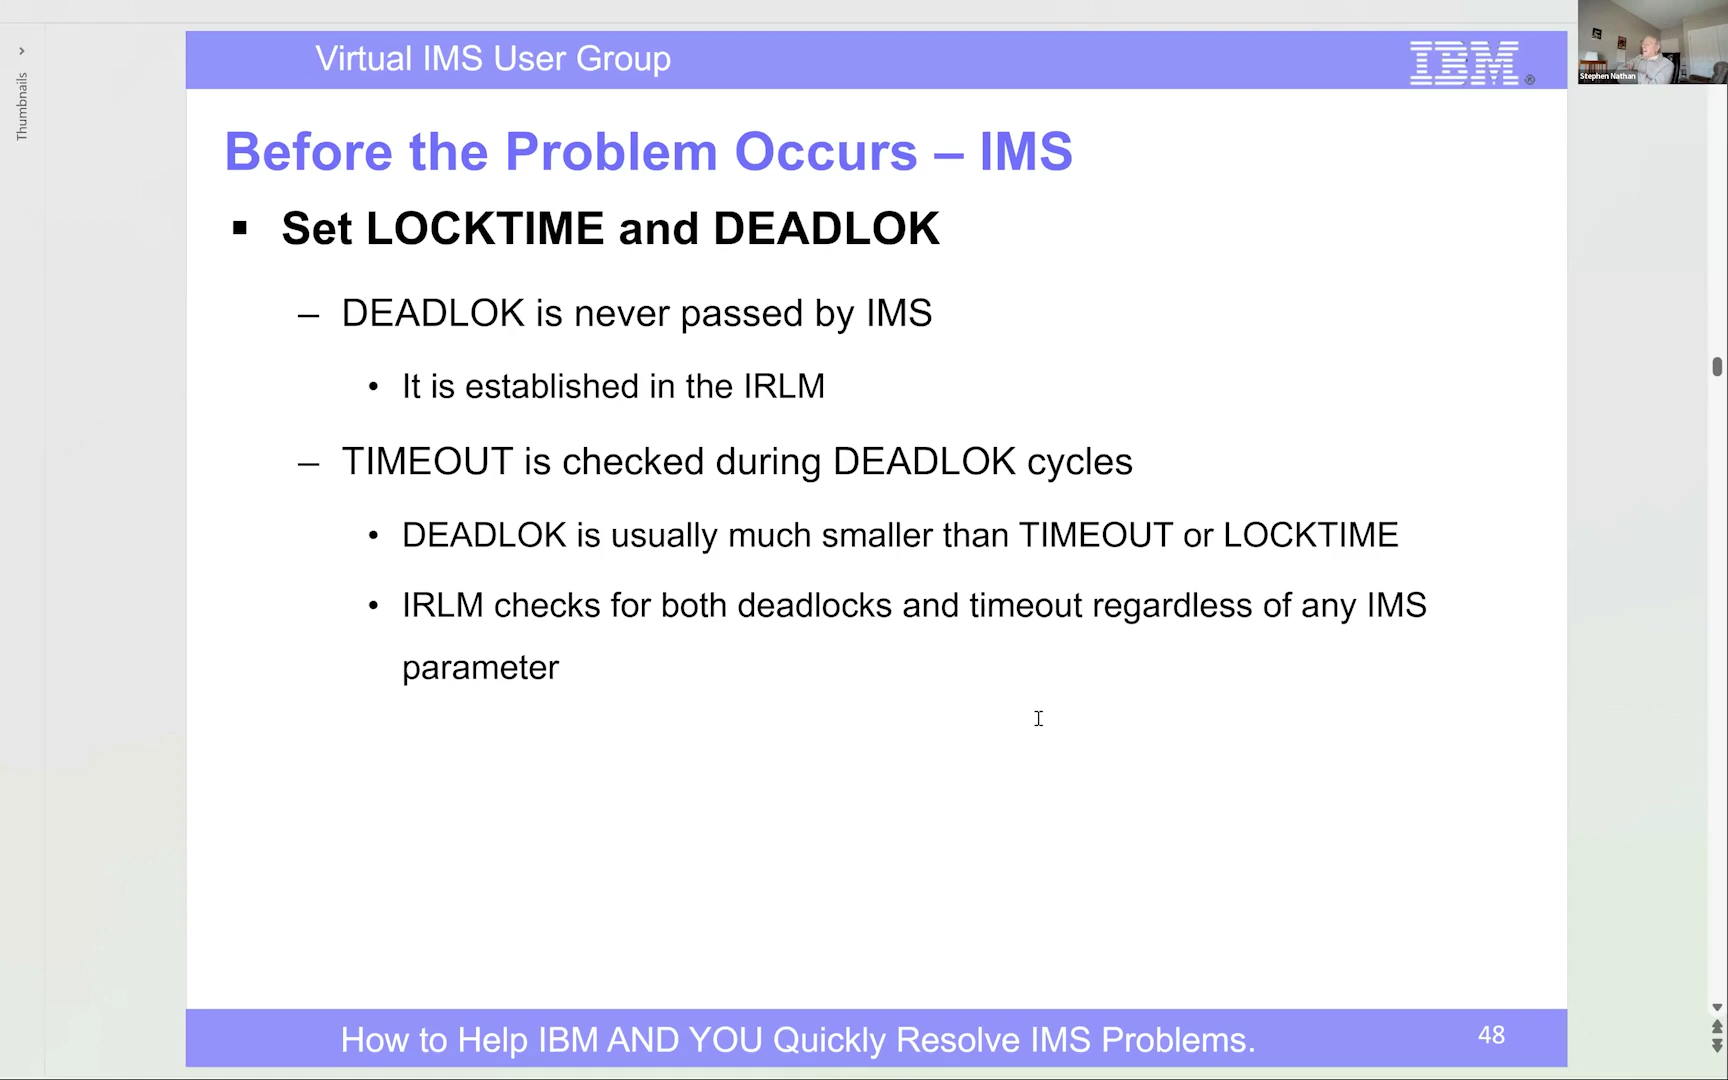 Thumbnails
Virtual IMS User Group
IBM®
Stephen Nathan
Before the Problem Occurs – IMS
▪ Set LOCKTIME and DEADLOK
– DEADLOK is never passed by IMS
• It is established in the IRLM
– TIMEOUT is checked during DEADLOK cycles
• DEADLOK is usually much smaller than TIMEOUT or LOCKTIME
• IRLM checks for both deadlocks and timeout regardless of any IMS
parameter
How to Help IBM AND YOU Quickly Resolve IMS Problems.
48